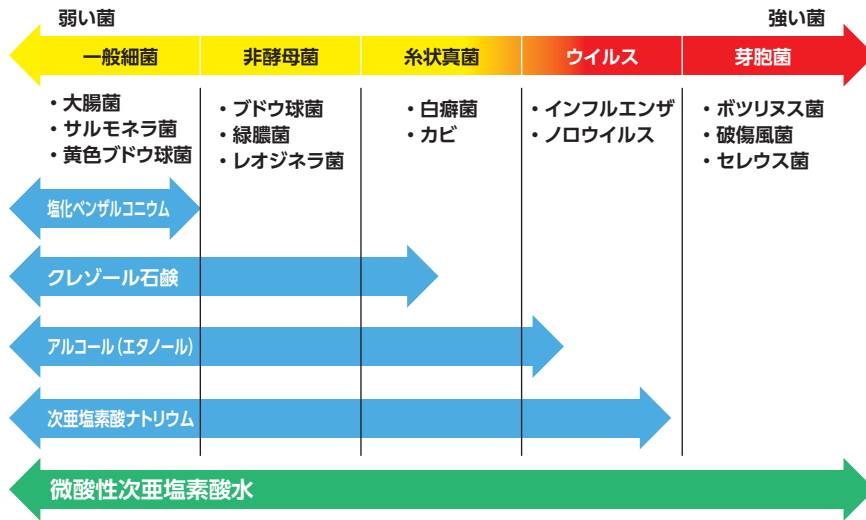 弱い菌
強い菌
一般細菌
非酵母菌
糸状真菌
ウイルス
芽胞菌
・大腸菌
・サルモネラ菌
・黄色ブドウ球菌
・ブドウ球菌
・緑膿菌
・レオジネラ菌
・白癬菌
・カビ
・インフルエンザ
・ノロウイルス
・ボツリヌス菌
・破傷風菌
・セレウス菌
塩化ベンザルコニウム
クレゾール石鹸
アルコール(エタノール)
次亜塩素酸ナトリウム
微酸性次亜塩素酸水